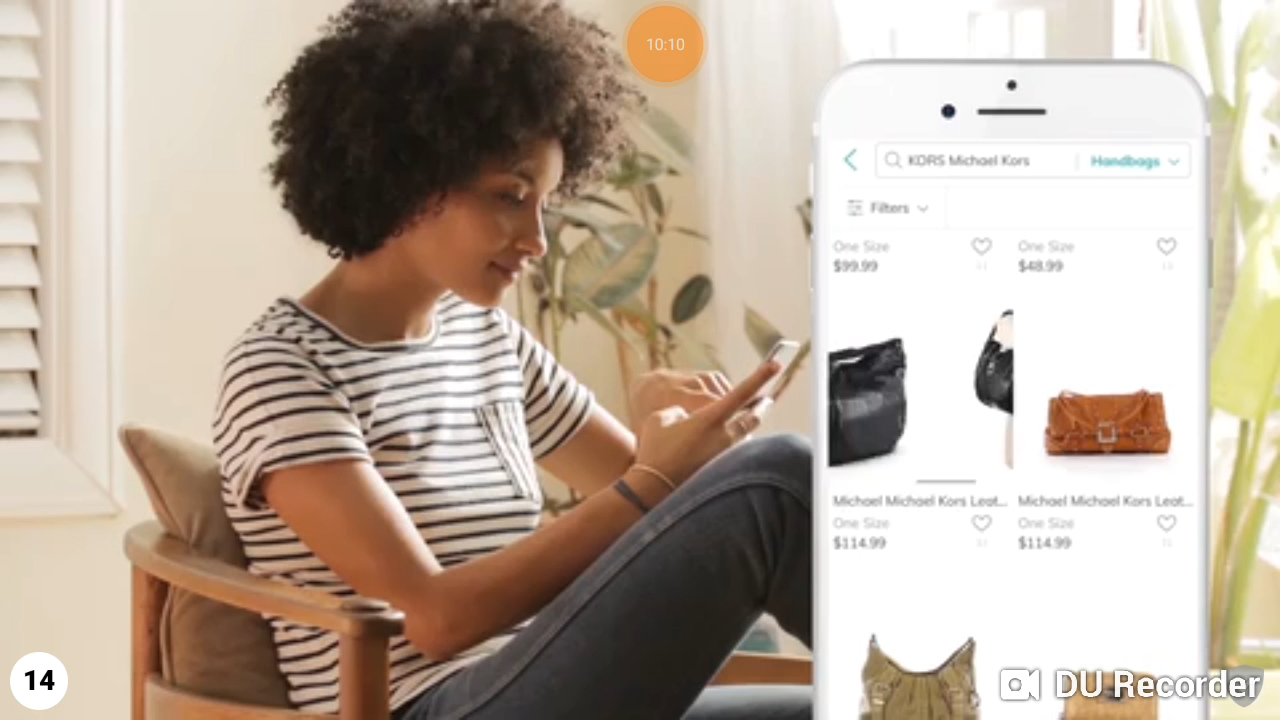 10:10
KORS Michael Kors
Handbags
Filters
One Size
$99.99
One Size
$48.99
Michael Michael Kors Leat...
One Size
$114.99
Michael Michael Kors Leat...
One Size
$114.99
14
DU Recorder